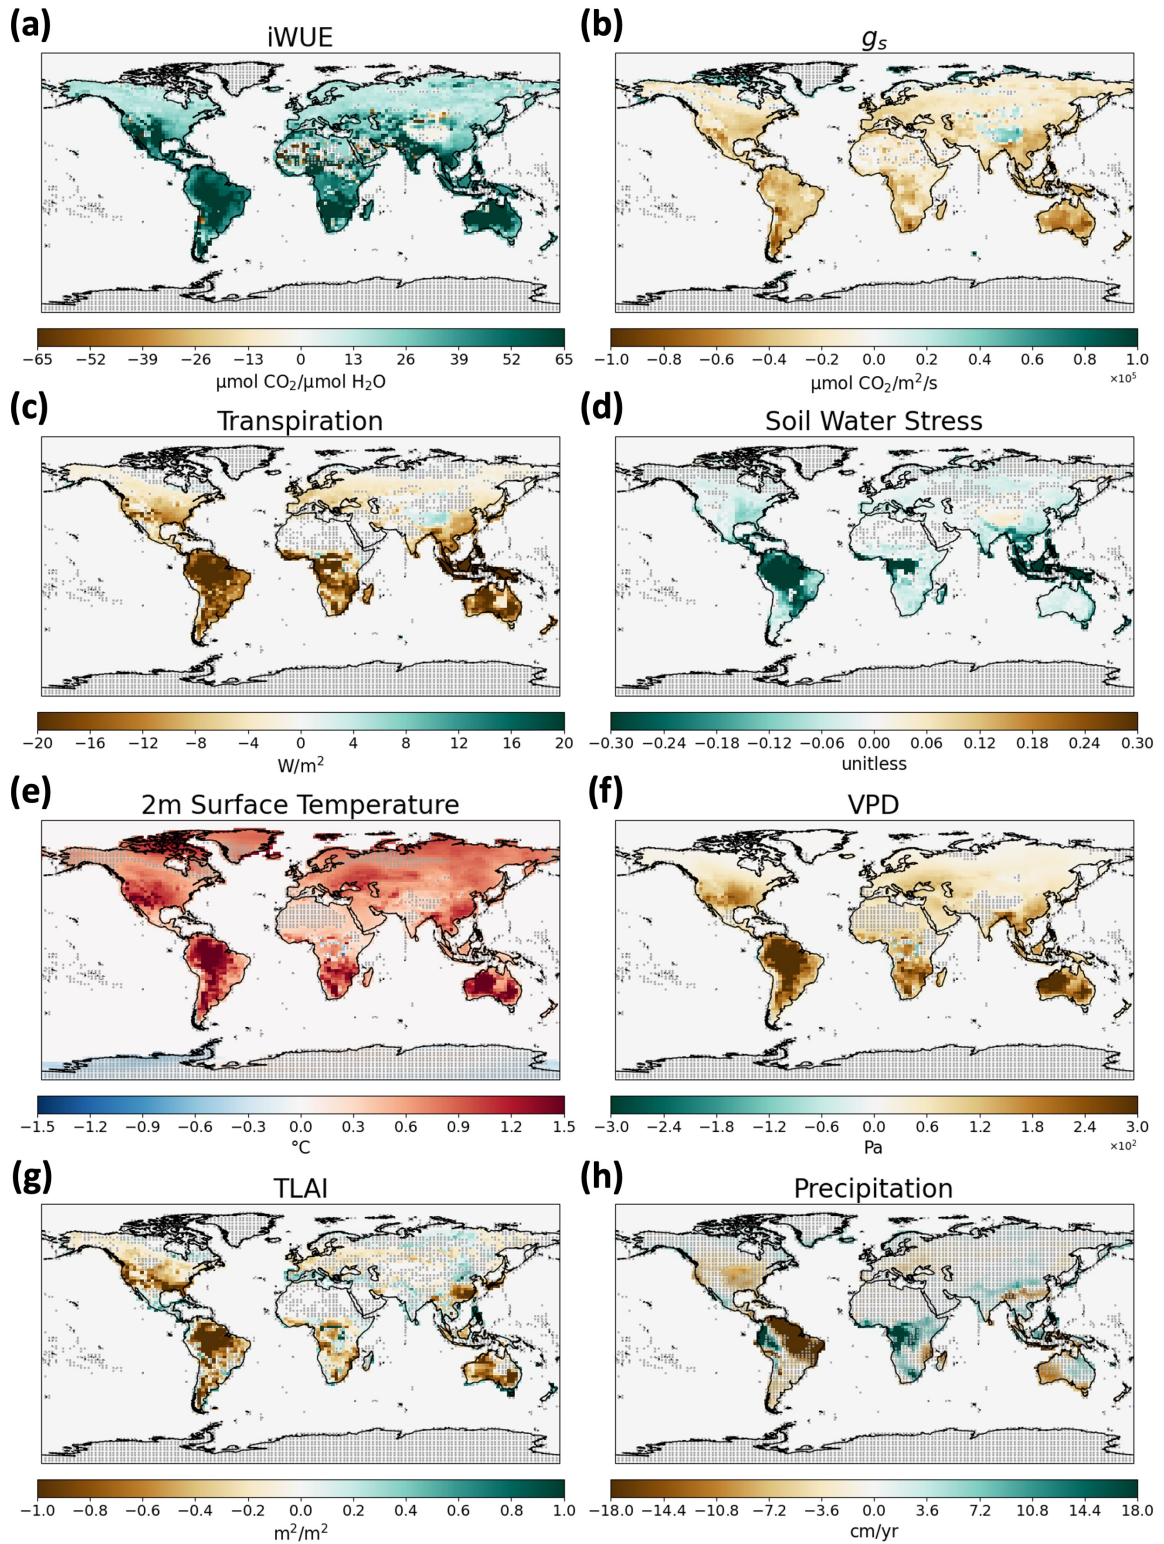 (a)
iWUE
−65 −52 −39 −26 −13 0 13 26 39 52 65
μmol CO₂/μmol H₂O
(b)
gₛ
−1.0 −0.8 −0.6 −0.4 −0.2 0.0 0.2 0.4 0.6 0.8 1.0
μmol CO₂/m²/s
×10⁵
(c)
Transpiration
−20 −16 −12 −8 −4 0 4 8 12 16 20
W/m²
(d)
Soil Water Stress
−0.30 −0.24 −0.18 −0.12 −0.06 0.00 0.06 0.12 0.18 0.24 0.30
unitless
(e)
2m Surface Temperature
−1.5 −1.2 −0.9 −0.6 −0.3 0.0 0.3 0.6 0.9 1.2 1.5
°C
(f)
VPD
−3.0 −2.4 −1.8 −1.2 −0.6 0.0 0.6 1.2 1.8 2.4 3.0
Pa
×10²
(g)
TLAI
−1.0 −0.8 −0.6 −0.4 −0.2 0.0 0.2 0.4 0.6 0.8 1.0
m²/m²
(h)
Precipitation
−18.0 −14.4 −10.8 −7.2 −3.6 0.0 3.6 7.2 10.8 14.4 18.0
cm/yr